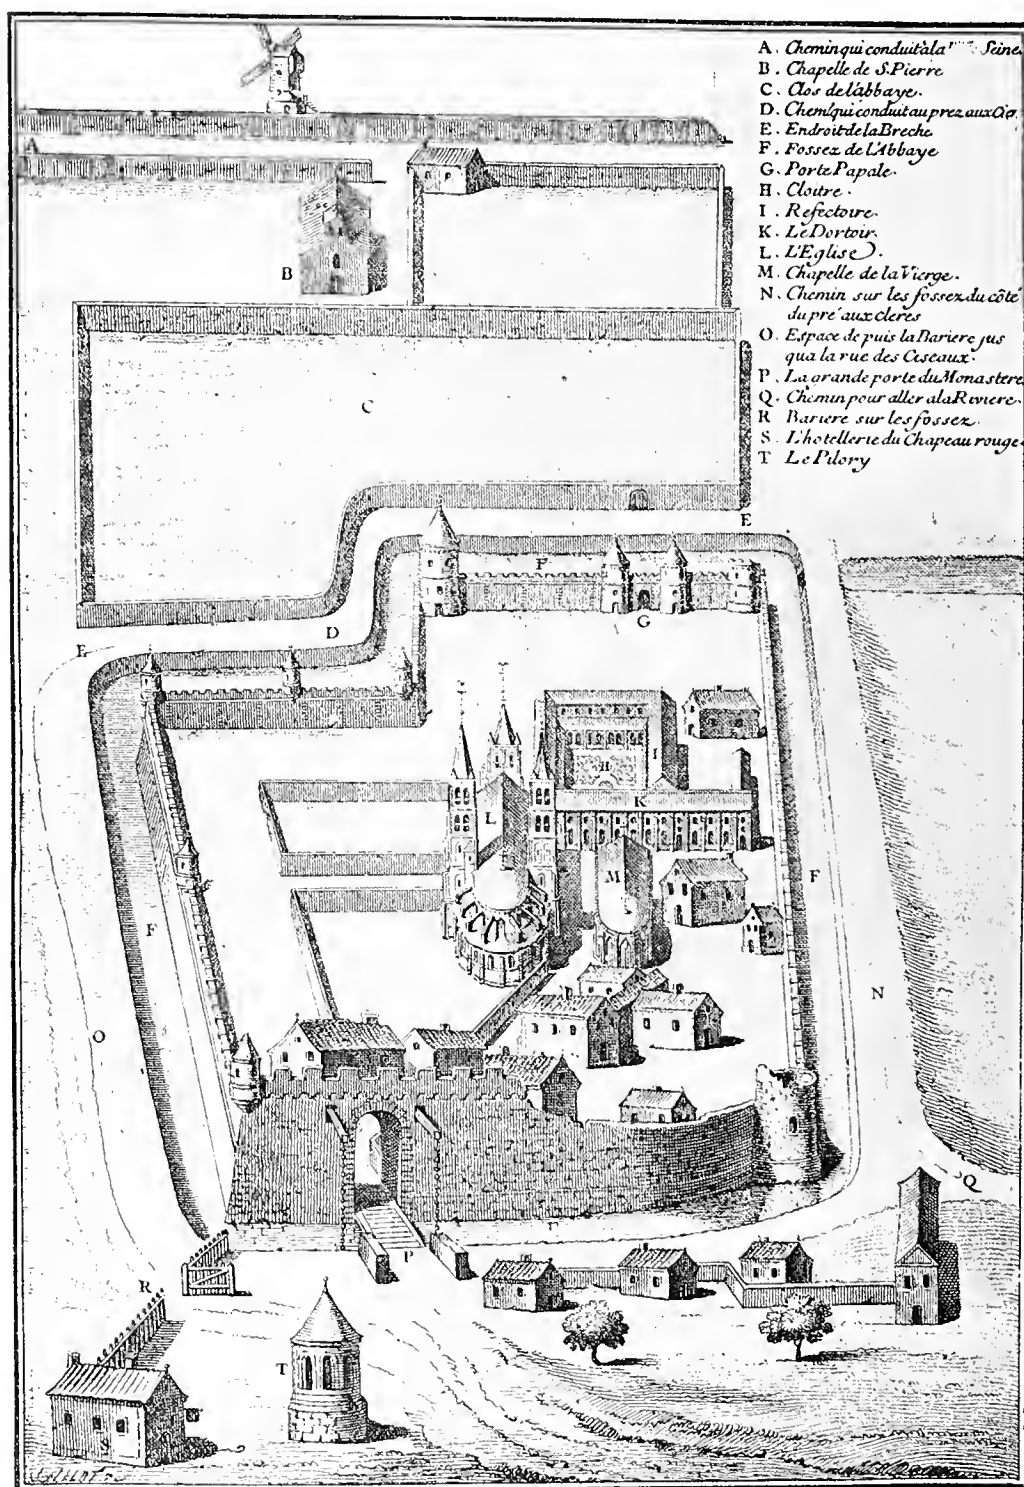 A. Chemin qui conduit à la Seine
B. Chapelle de S. Pierre
C. Clos de l'abbaye.
D. Chem. qui conduit au prez aux
E. Endroit de la Breche
F. Fossez de l'Abbaye
G. Porte Papale.
H. Cloitre.
I. Refectoire.
K. Le Dortoir.
L. L'Eglise.
M. Chapelle de la Vierge.
N. Chemin sur les fossez du côté
du pré aux clercs
O. Espace depuis la Bariere jus
qua la rue des Ciseaux.
P. La grande porte du Monastere
Q. Chemin pour aller a la Riviere.
R Bariere sur les fossez.
S. L'hotellerie du Chapeau rouge.
T Le Pilory
A
B
C
E
F
D
G
E
H
I
K
L
M
F
F
N
O
Q
P
R
T
S